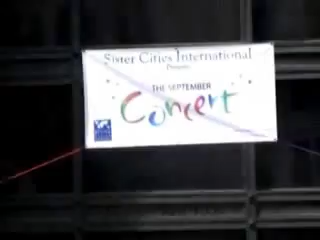 Sister Cities International
Presents
THE SEPTEMBER
Concert